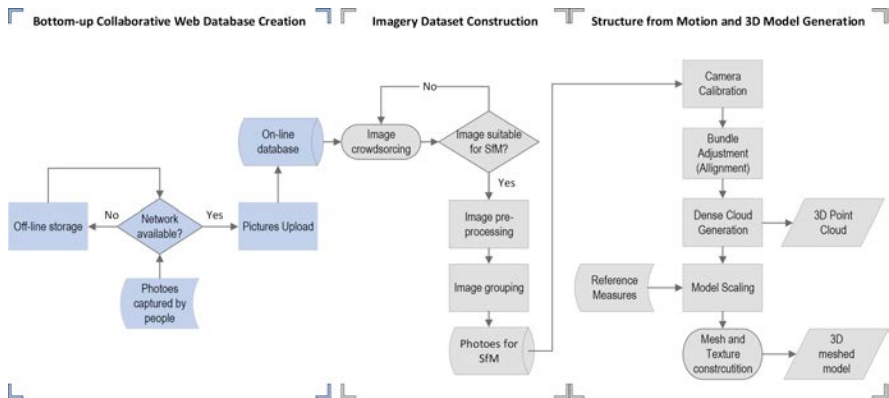 Bottom-up Collaborative Web Database Creation
Imagery Dataset Construction
Structure from Motion and 3D Model Generation
Off-line storage
No
Network
available?
Yes
Photoes
captured by
people
Pictures Upload
On-line
database
Image
crowdsorcing
No
Image suitable
for SfM?
Yes
Image pre-
processing
Image grouping
Photoes for
SfM
Camera
Calibration
Bundle
Adjustment
(Allignment)
Dense Cloud
Generation
3D Point
Cloud
Reference
Measures
Model Scaling
Mesh and
Texture
constrcutition
3D
meshed
model